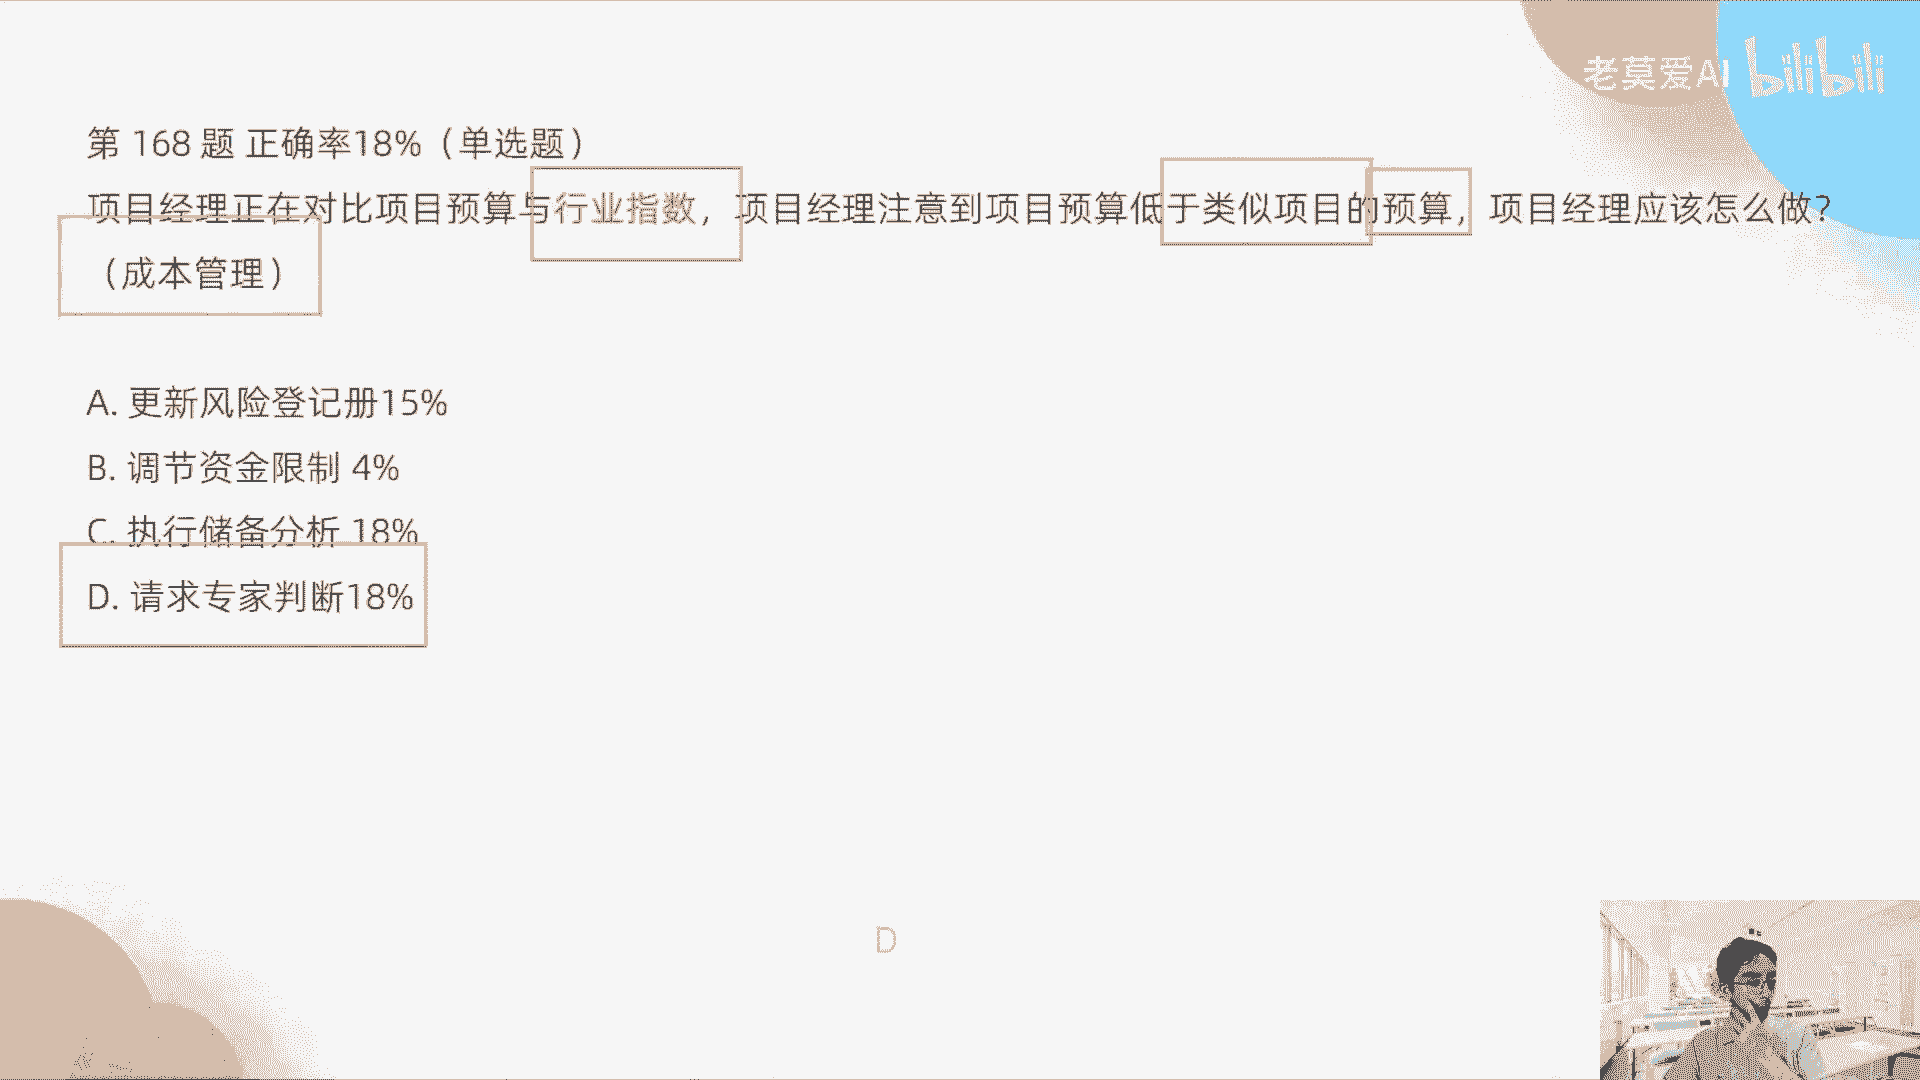 老莫爱AI bilibili
第 168 题 正确率18%（单选题）
项目经理正在对比项目预算与行业指数，项目经理注意到项目预算低于类似项目的预算，项目经理应该怎么做？
（成本管理）
A. 更新风险登记册15%
B. 调节资金限制 4%
C. 执行储备分析 18%
D. 请求专家判断18%
D